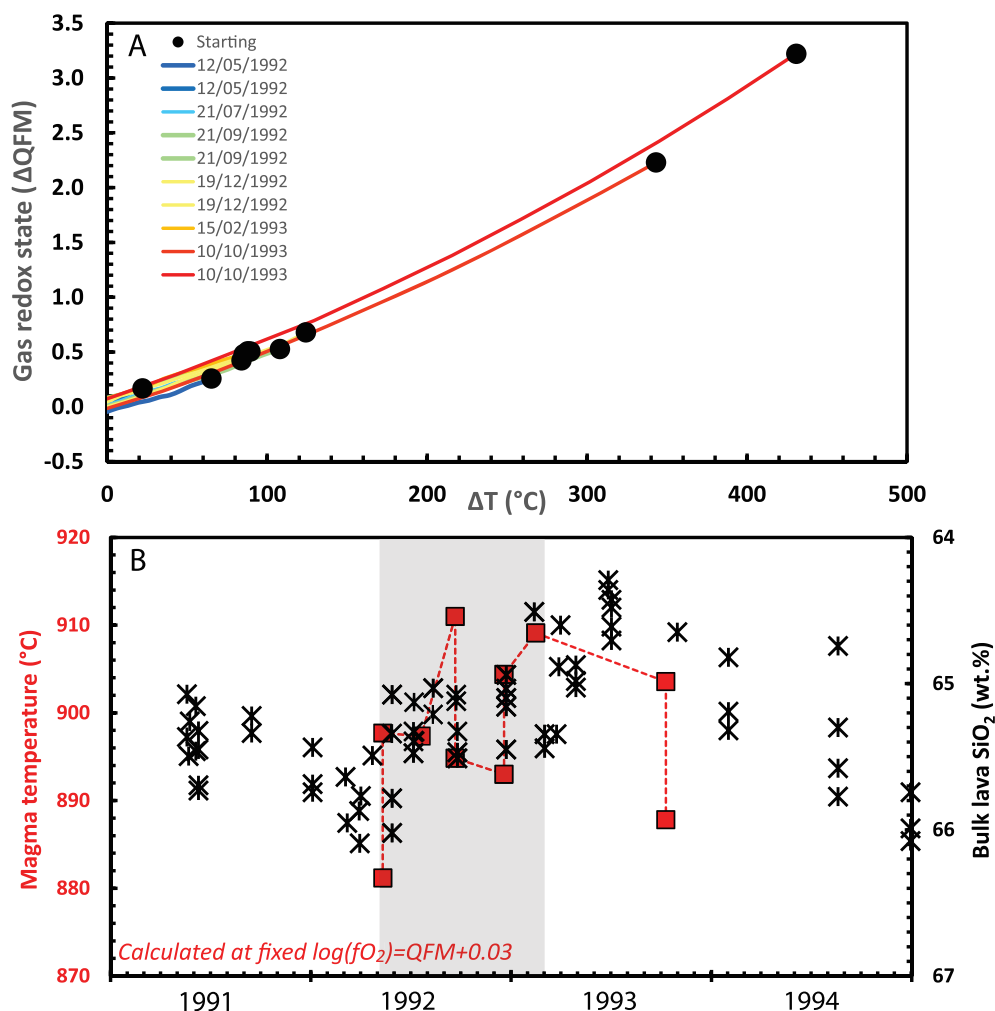 A
Starting
12/05/1992
12/05/1992
21/07/1992
21/09/1992
21/09/1992
19/12/1992
19/12/1992
15/02/1993
10/10/1993
10/10/1993
Gas redox state (ΔQFM)
3.5
3.0
2.5
2.0
1.5
1.0
0.5
0.0
-0.5
0 100 200 300 400 500
ΔT (°C)
B
Magma temperature (°C)
920
910
900
890
880
870
Bulk lava SiO₂ (wt.%)
64
65
66
67
Calculated at fixed log(fO₂)=QFM+0.03
1991 1992 1993 1994